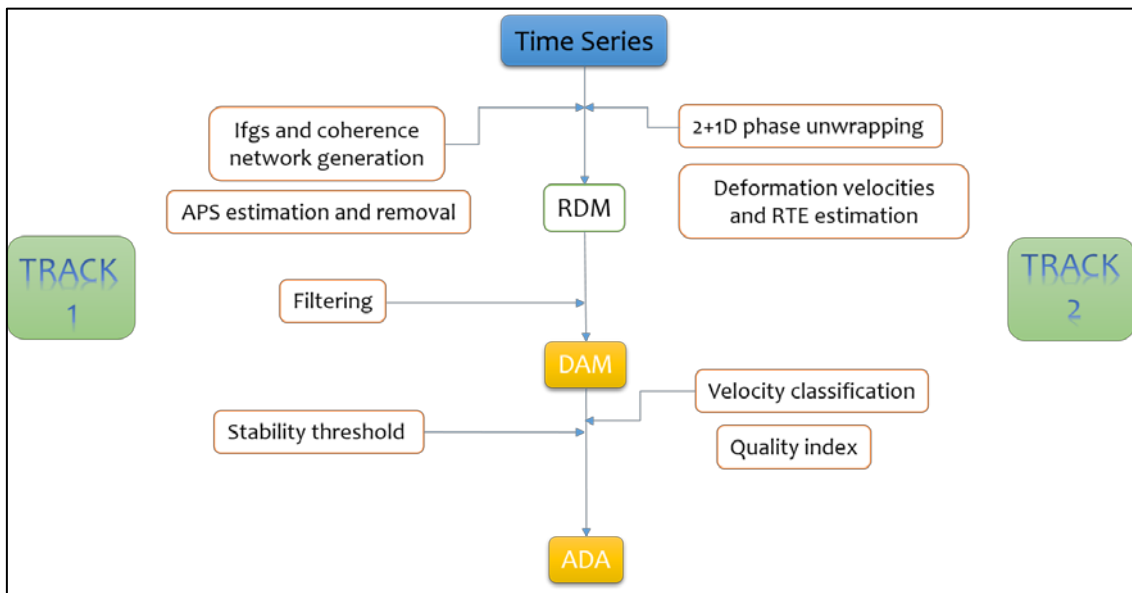 Time Series
Ifgs and coherence
network generation
2+1D phase unwrapping
APS estimation and removal
RDM
Deformation velocities
and RTE estimation
TRACK
1
TRACK
2
Filtering
DAM
Velocity classification
Stability threshold
Quality index
ADA